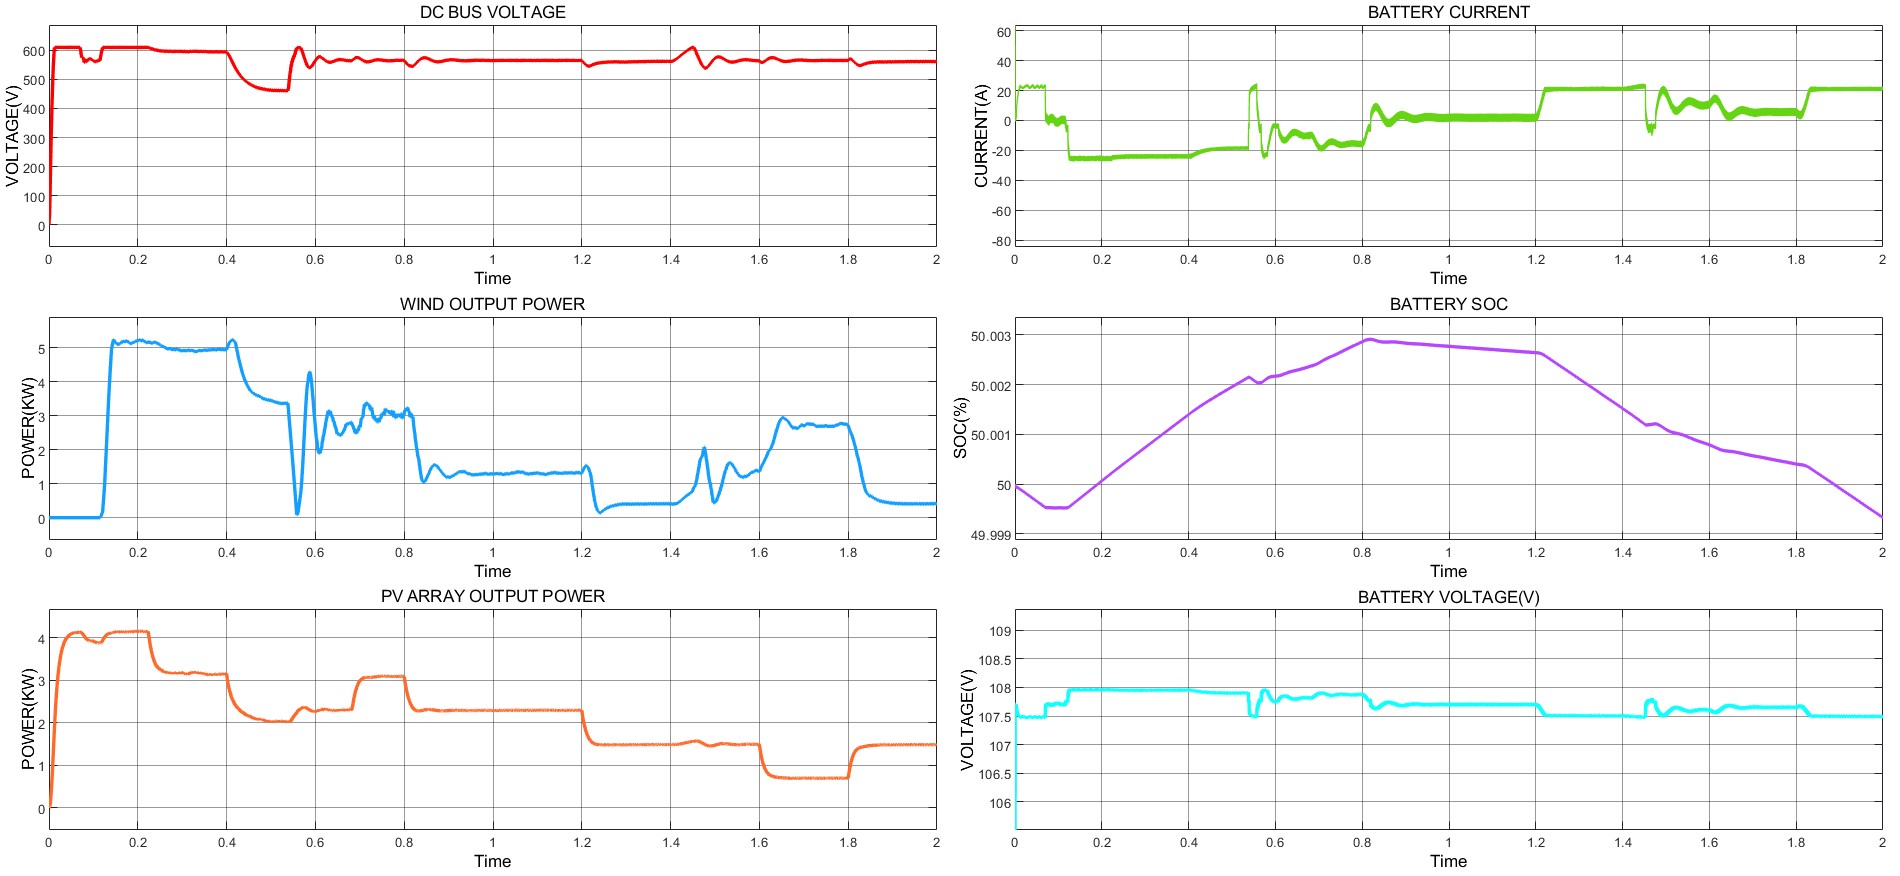 DC BUS VOLTAGE
VOLTAGE(V)
600
500
400
300
200
100
0
0 0.2 0.4 0.6 0.8 1 1.2 1.4 1.6 1.8 2
Time
BATTERY CURRENT
CURRENT(A)
60
40
20
0
-20
-40
-60
-80
0 0.2 0.4 0.6 0.8 1 1.2 1.4 1.6 1.8 2
Time
WIND OUTPUT POWER
POWER(KW)
5
4
3
2
1
0
0 0.2 0.4 0.6 0.8 1 1.2 1.4 1.6 1.8 2
Time
BATTERY SOC
SOC(%)
50.003
50.002
50.001
50
49.999
0 0.2 0.4 0.6 0.8 1 1.2 1.4 1.6 1.8 2
Time
PV ARRAY OUTPUT POWER
POWER(KW)
4
3
2
1
0
0 0.2 0.4 0.6 0.8 1 1.2 1.4 1.6 1.8 2
Time
BATTERY VOLTAGE(V)
VOLTAGE(V)
109
108.5
108
107.5
107
106.5
106
0 0.2 0.4 0.6 0.8 1 1.2 1.4 1.6 1.8 2
Time